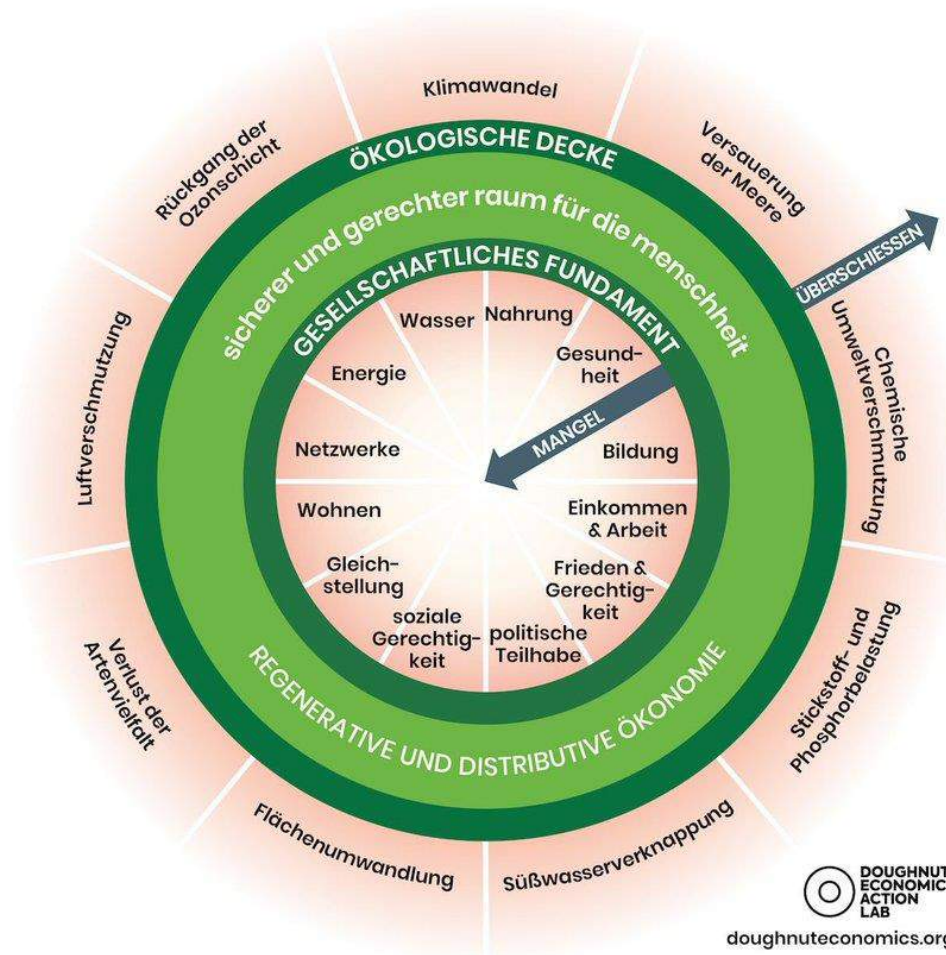 Klimawandel
Versauerung
der Meere
Chemische
Umweltverschmutzung
Stickstoff- und
Phosphorbelastung
Süßwasserverknappung
Flächenumwandlung
Verlust der
Artenvielfalt
Luftverschmutzung
Rückgang der
Ozonschicht
ÖKOLOGISCHE DECKE
sicherer und gerechter raum für die menschheit
GESELLSCHAFTLICHES FUNDAMENT
ÜBERSCHIESSEN
MANGEL
Wasser
Nahrung
Gesund-
heit
Bildung
Einkommen
& Arbeit
Frieden &
Gerechtig-
keit
politische
Teilhabe
soziale
Gerechtig-
keit
Gleich-
stellung
Wohnen
Netzwerke
Energie
REGENERATIVE UND DISTRIBUTIVE ÖKONOMIE
DOUGHNUT
ECONOMIC
ACTION
LAB
doughnuteconomics.org